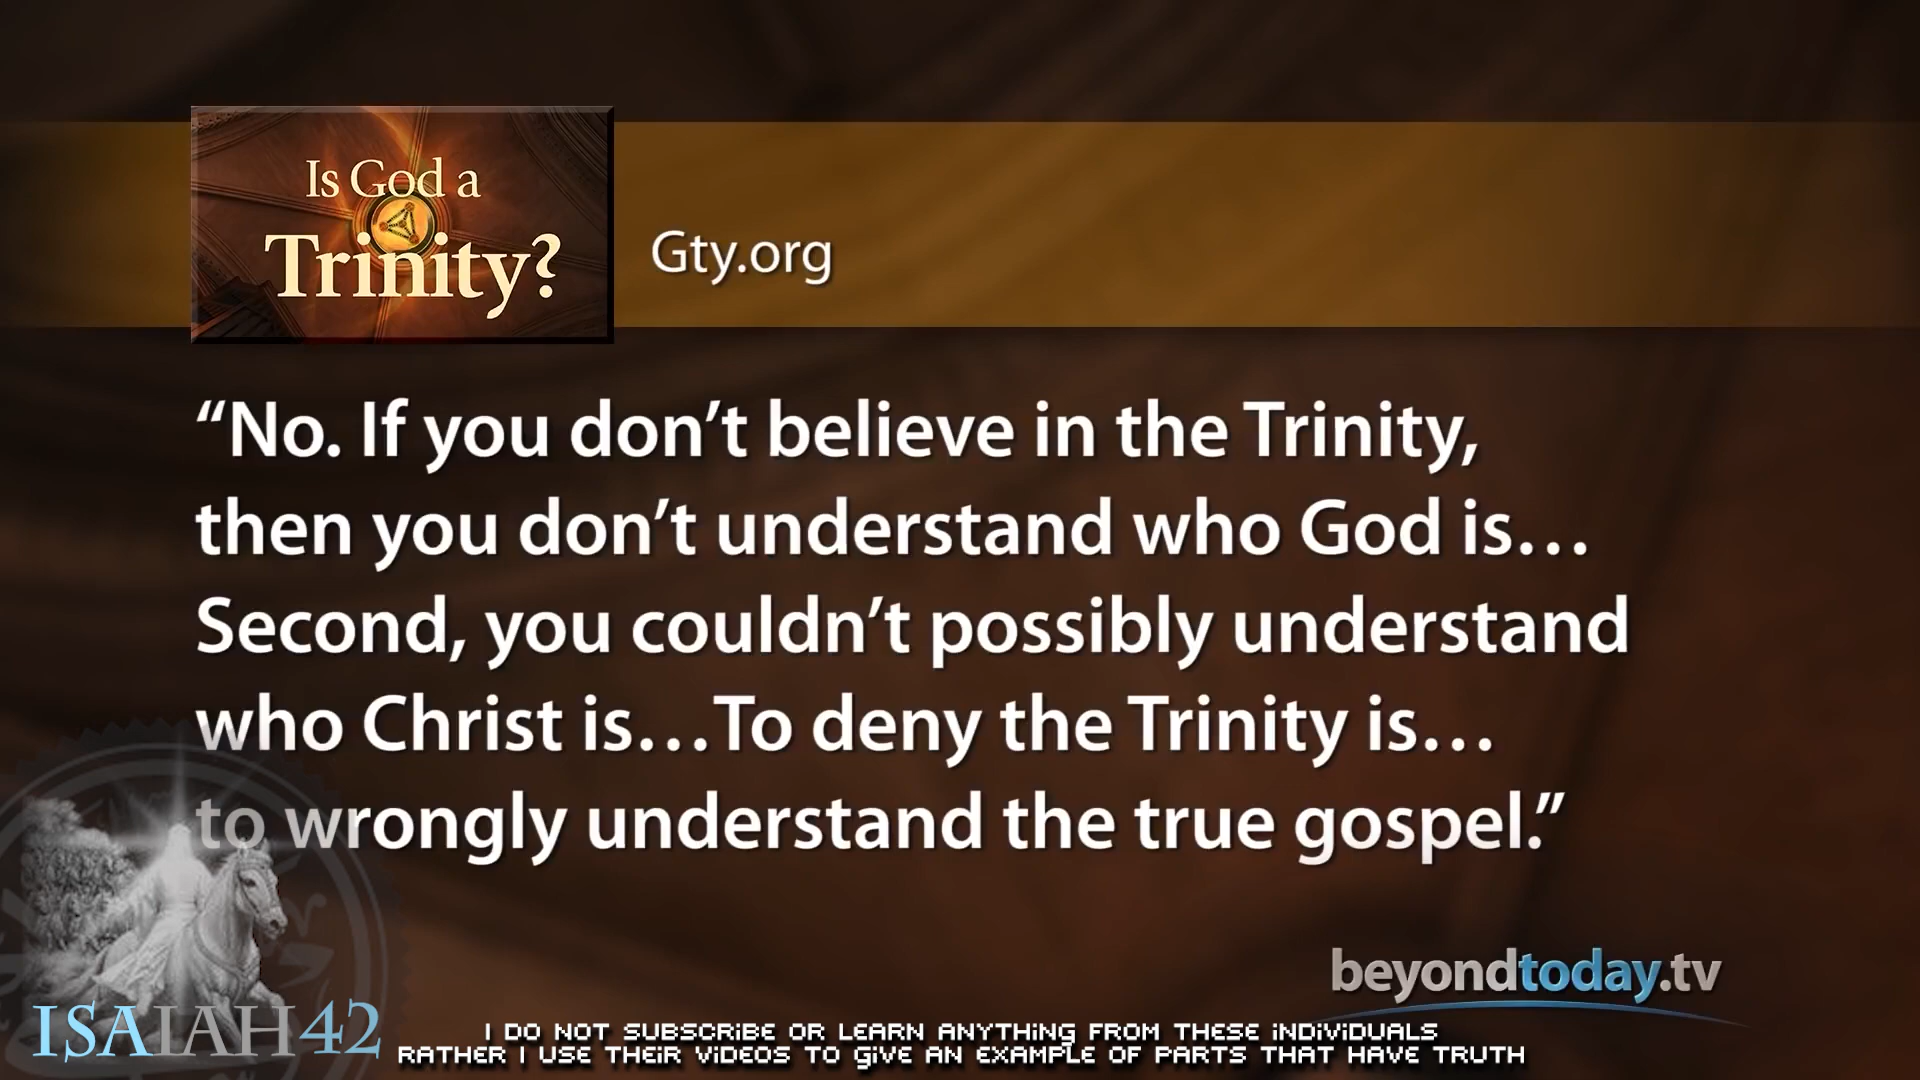 Is God a
Trinity?
Gty.org
“No. If you don’t believe in the Trinity,
then you don’t understand who God is…
Second, you couldn’t possibly understand
who Christ is…To deny the Trinity is…
to wrongly understand the true gospel.”
beyondtoday.tv
ISAIAH 42
I DO NOT SUBSCRiBE OR LEARN ANYTHiNG FROM THESE iNDiViDUALS
RATHER I USE THEiR ViDEOS TO GiVE AN EXAMPLE OF PARTS THAT HAVE TRUTH